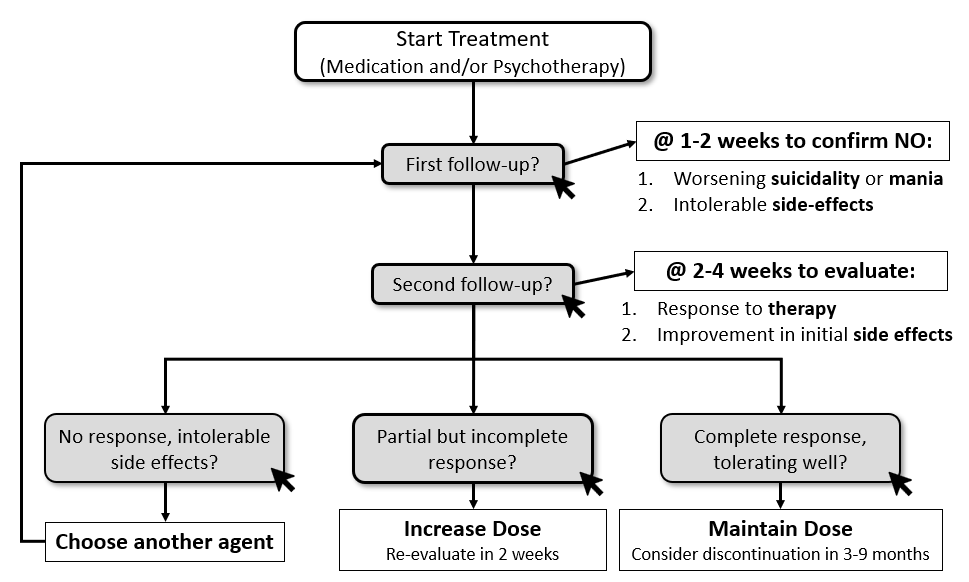 Start Treatment
(Medication and/or Psychotherapy)
First follow-up?
@ 1-2 weeks to confirm NO:
1. Worsening suicidality or mania
2. Intolerable side-effects
Second follow-up?
@ 2-4 weeks to evaluate:
1. Response to therapy
2. Improvement in initial side effects
No response, intolerable
side effects?
Partial but incomplete
response?
Complete response,
tolerating well?
Choose another agent
Increase Dose
Re-evaluate in 2 weeks
Maintain Dose
Consider discontinuation in 3-9 months